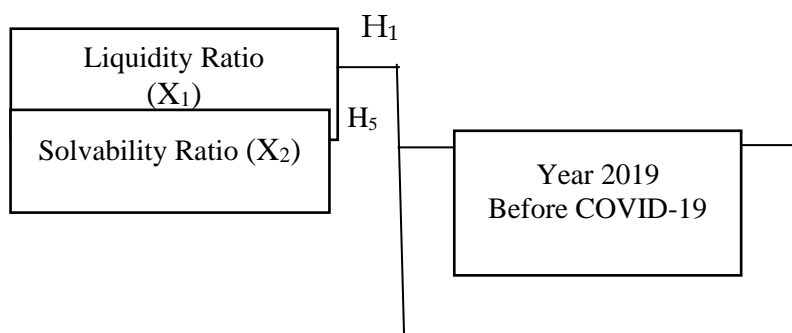 H₁
Liquidity Ratio
(X₁)
H₅
Solvability Ratio (X₂)
Year 2019
Before COVID-19